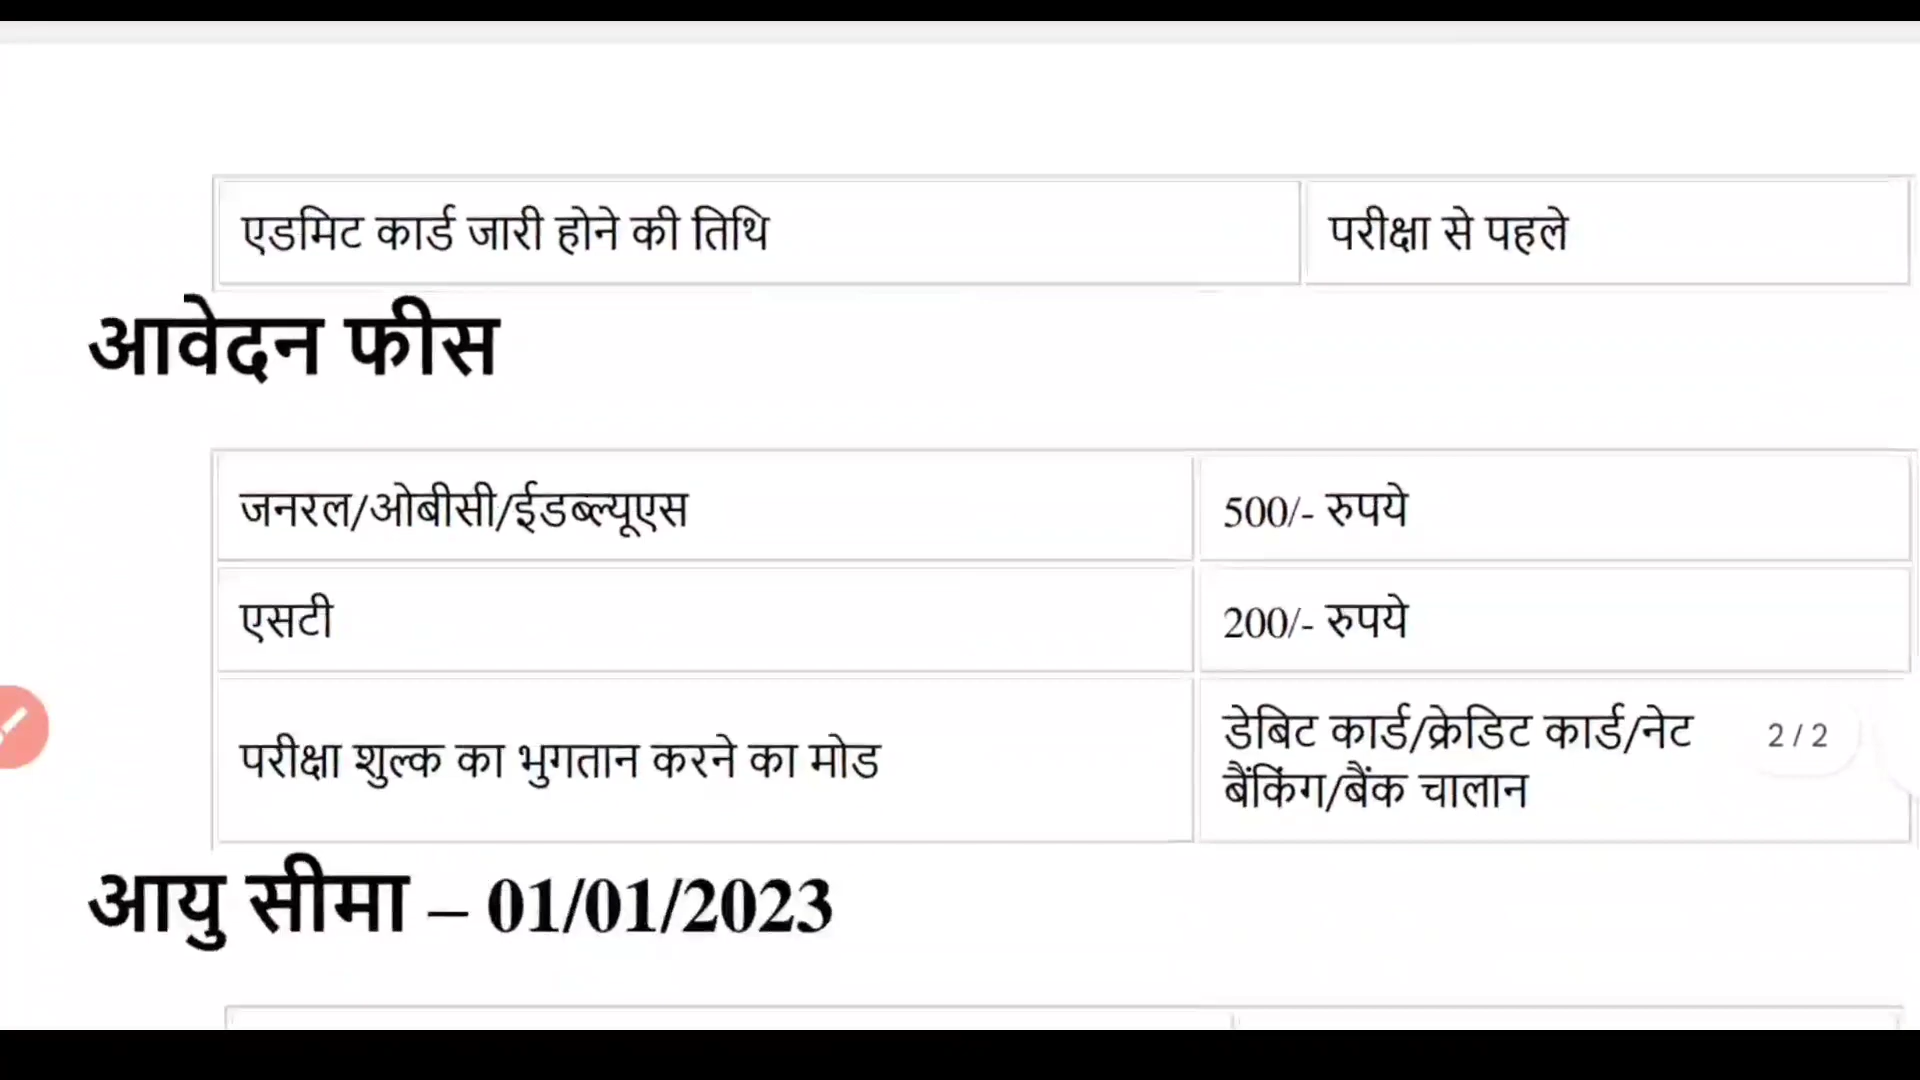 एडमिट कार्ड जारी होने की तिथि परीक्षा से पहले
आवेदन फीस
जनरल/ओबीसी/ईडब्ल्यूएस 500/- रुपये
एसटी 200/- रुपये
परीक्षा शुल्क का भुगतान करने का मोड डेबिट कार्ड/क्रेडिट कार्ड/नेट
बैंकिंग/बैंक चालान
2 / 2
आयु सीमा – 01/01/2023